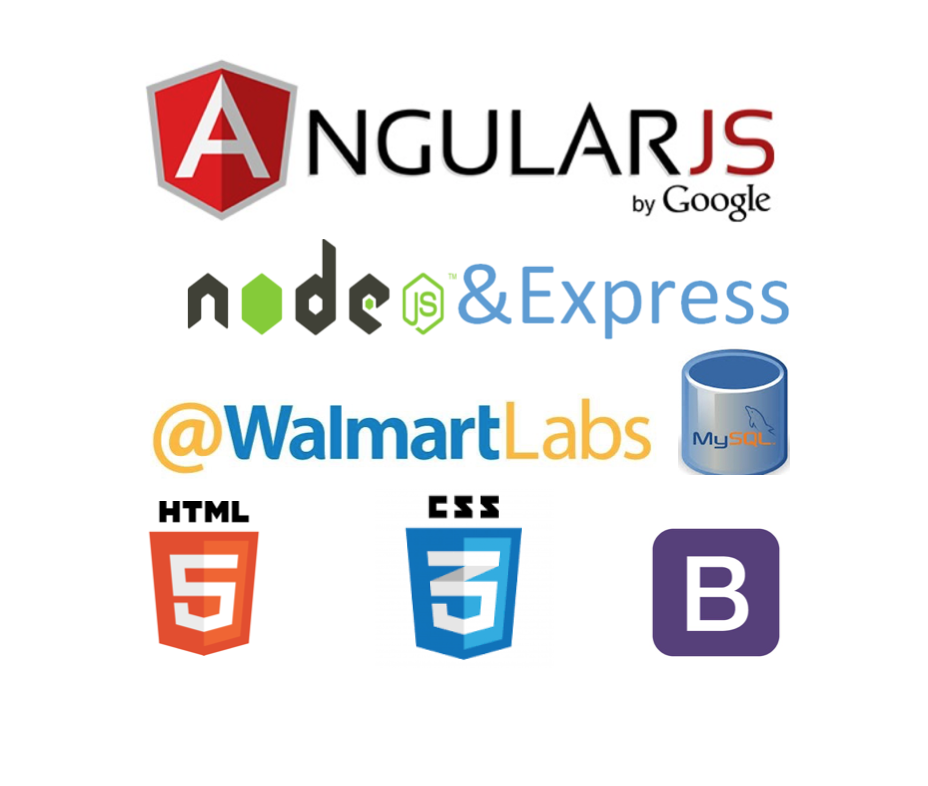 ANGULARJS
by Google
node JS™&Express
@WalmartLabs
MySQL.
HTML CSS
5 3 B